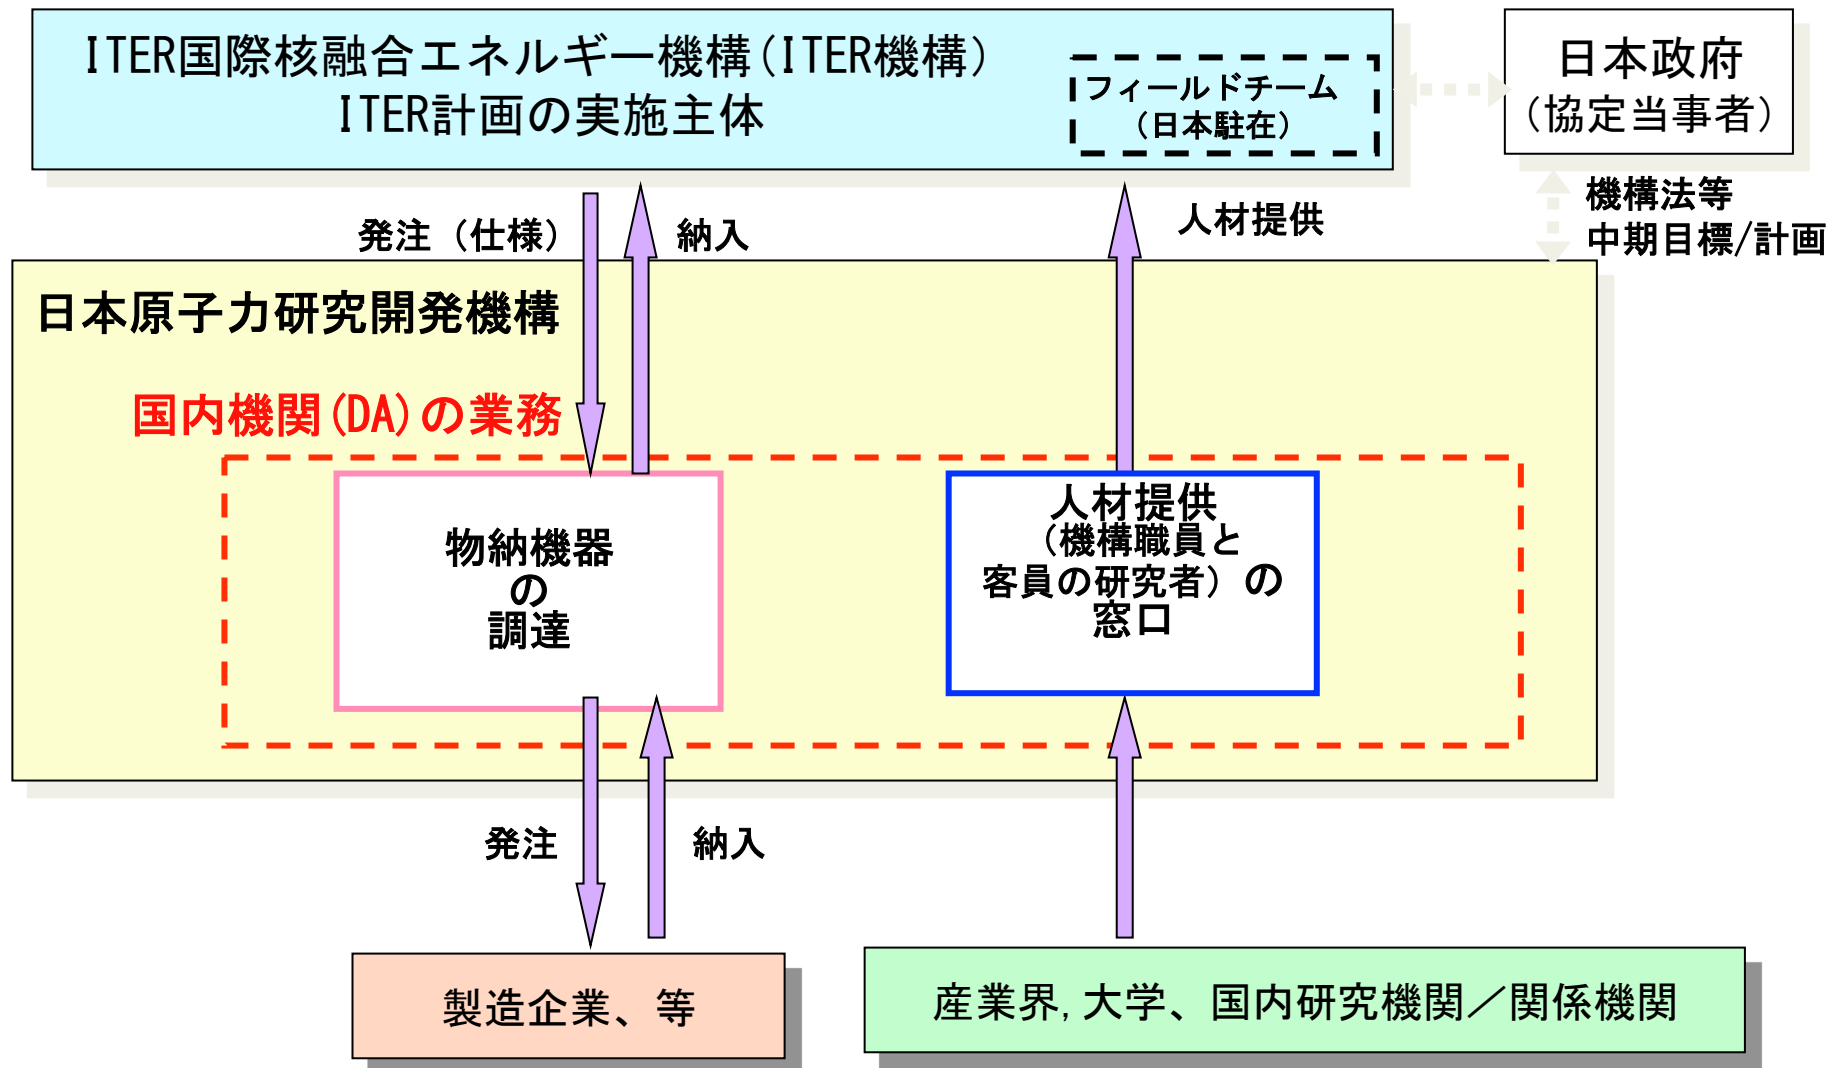 ITER国際核融合エネルギー機構(ITER機構)
ITER計画の実施主体
フィールドチーム
（日本駐在）
日本政府
（協定当事者）
機構法等
中期目標/計画
発注（仕様）
納入
人材提供
日本原子力研究開発機構
国内機関(DA)の業務
物納機器
の
調達
人材提供
（機構職員と
客員の研究者）の
窓口
発注
納入
製造企業、等
産業界,大学、国内研究機関／関係機関